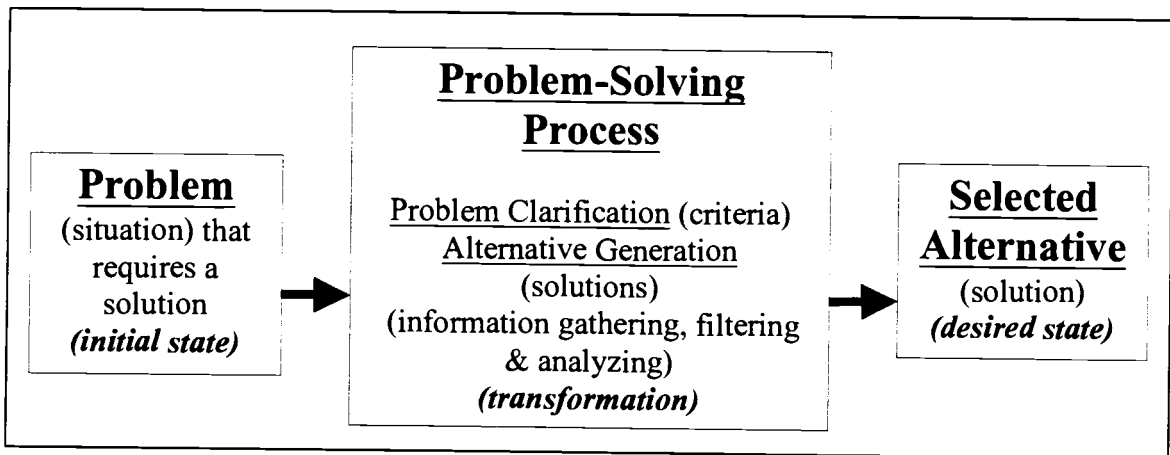 Problem
(situation) that
requires a
solution
(initial state)
Problem-Solving
Process
Problem Clarification (criteria)
Alternative Generation
(solutions)
(information gathering, filtering
& analyzing)
(transformation)
Selected
Alternative
(solution)
(desired state)